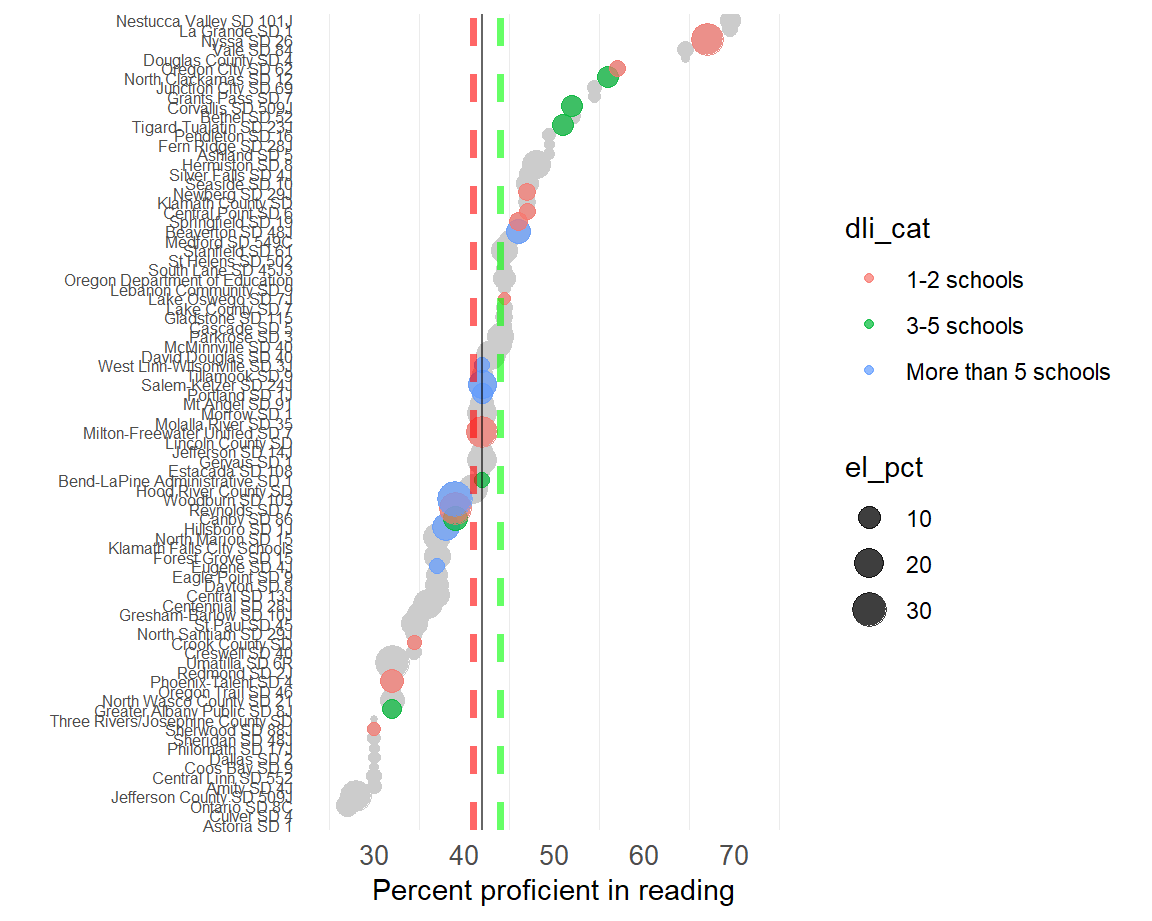 Nestucca Valley SD 101J
La Grande SD 1
Nyssa SD 26
Vale SD 84
Douglas County SD 4
Oregon City SD 62
North Clackamas SD 12
Junction City SD 69
Grants Pass SD 7
Corvallis SD 509J
Bethel SD 52
Tigard-Tualatin SD 23J
Pendleton SD 16
Fern Ridge SD 28J
Ashland SD 5
Hermiston SD 8
Silver Falls SD 4J
Seaside SD 10
Newberg SD 29J
Klamath County SD
Central Point SD 6
Springfield SD 19
Beaverton SD 48J
Medford SD 549C
Stanfield SD 61
St Helens SD 502
South Lane SD 45J3
Oregon Department of Education
Lebanon Community SD 9
Lake Oswego SD 7J
Lake County SD 7
Gladstone SD 115
Cascade SD 5
Parkrose SD 3
McMinnville SD 40
David Douglas SD 40
West Linn-Wilsonville SD 3J
Tillamook SD 9
Salem-Keizer SD 24J
Portland SD 1J
Mt Angel SD 91
Morrow SD 1
Molalla River SD 35
Milton-Freewater Unified SD 7
Lincoln County SD
Jefferson SD 14J
Gervais SD 1
Estacada SD 108
Bend-LaPine Administrative SD 1
Hood River County SD
Woodburn SD 103
Reynolds SD 7
Canby SD 86
Hillsboro SD 1J
North Marion SD 15
Klamath Falls City Schools
Forest Grove SD 15
Eugene SD 4J
Eagle Point SD 9
Dayton SD 8
Central SD 13J
Centennial SD 28J
Gresham-Barlow SD 10J
St Paul SD 45
North Santiam SD 29J
Crook County SD
Creswell SD 40
Umatilla SD 6R
Redmond SD 2J
Phoenix-Talent SD 4
Oregon Trail SD 46
North Wasco County SD 21
Greater Albany Public SD 8J
Three Rivers/Josephine County SD
Sherwood SD 88J
Sheridan SD 48J
Philomath SD 17J
Dallas SD 2
Coos Bay SD 9
Central Linn SD 552
Amity SD 4J
Jefferson County SD 509J
Ontario SD 8C
Culver SD 4
Astoria SD 1
30 40 50 60 70
Percent proficient in reading
dli_cat
1-2 schools
3-5 schools
More than 5 schools
el_pct
10
20
30